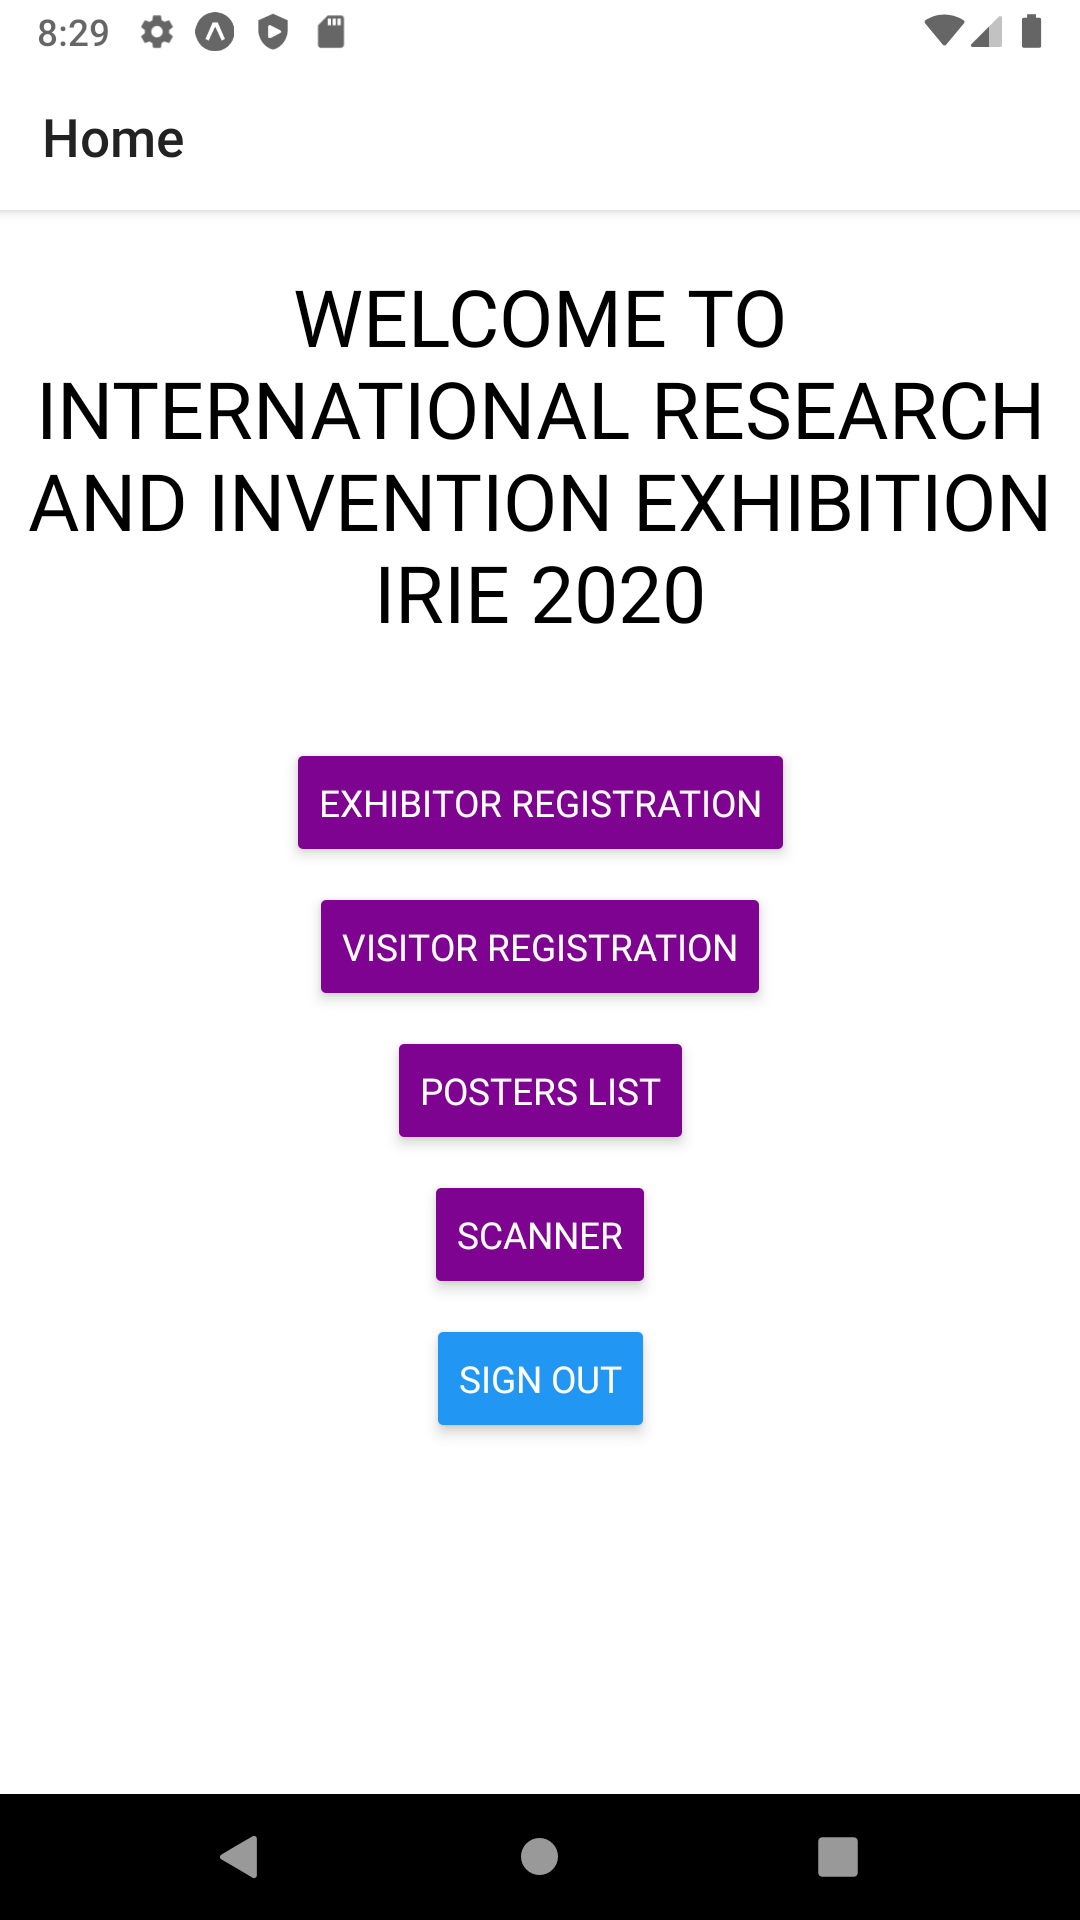 8:29
Home
WELCOME TO
INTERNATIONAL RESEARCH
AND INVENTION EXHIBITION
IRIE 2020
EXHIBITOR REGISTRATION
VISITOR REGISTRATION
POSTERS LIST
SCANNER
SIGN OUT